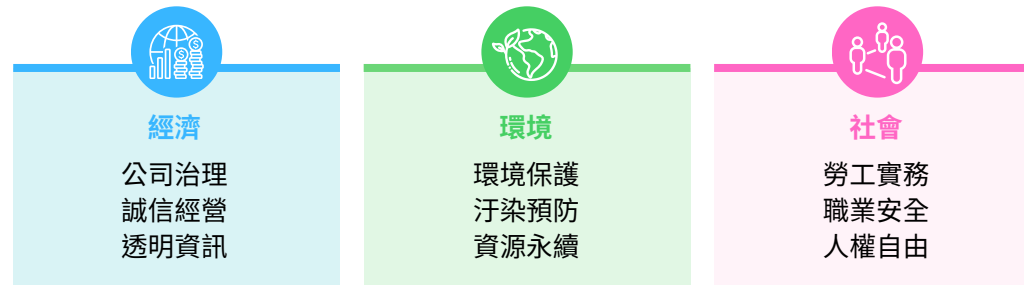 經濟
公司治理
誠信經營
透明資訊
環境
環境保護
汙染預防
資源永續
社會
勞工實務
職業安全
人權自由